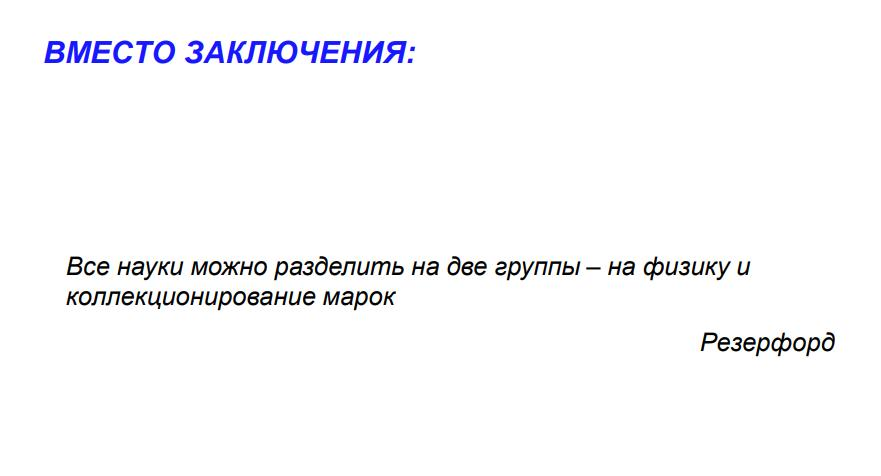 ВМЕСТО ЗАКЛЮЧЕНИЯ:
Все науки можно разделить на две группы – на физику и
коллекционирование марок
Резерфорд